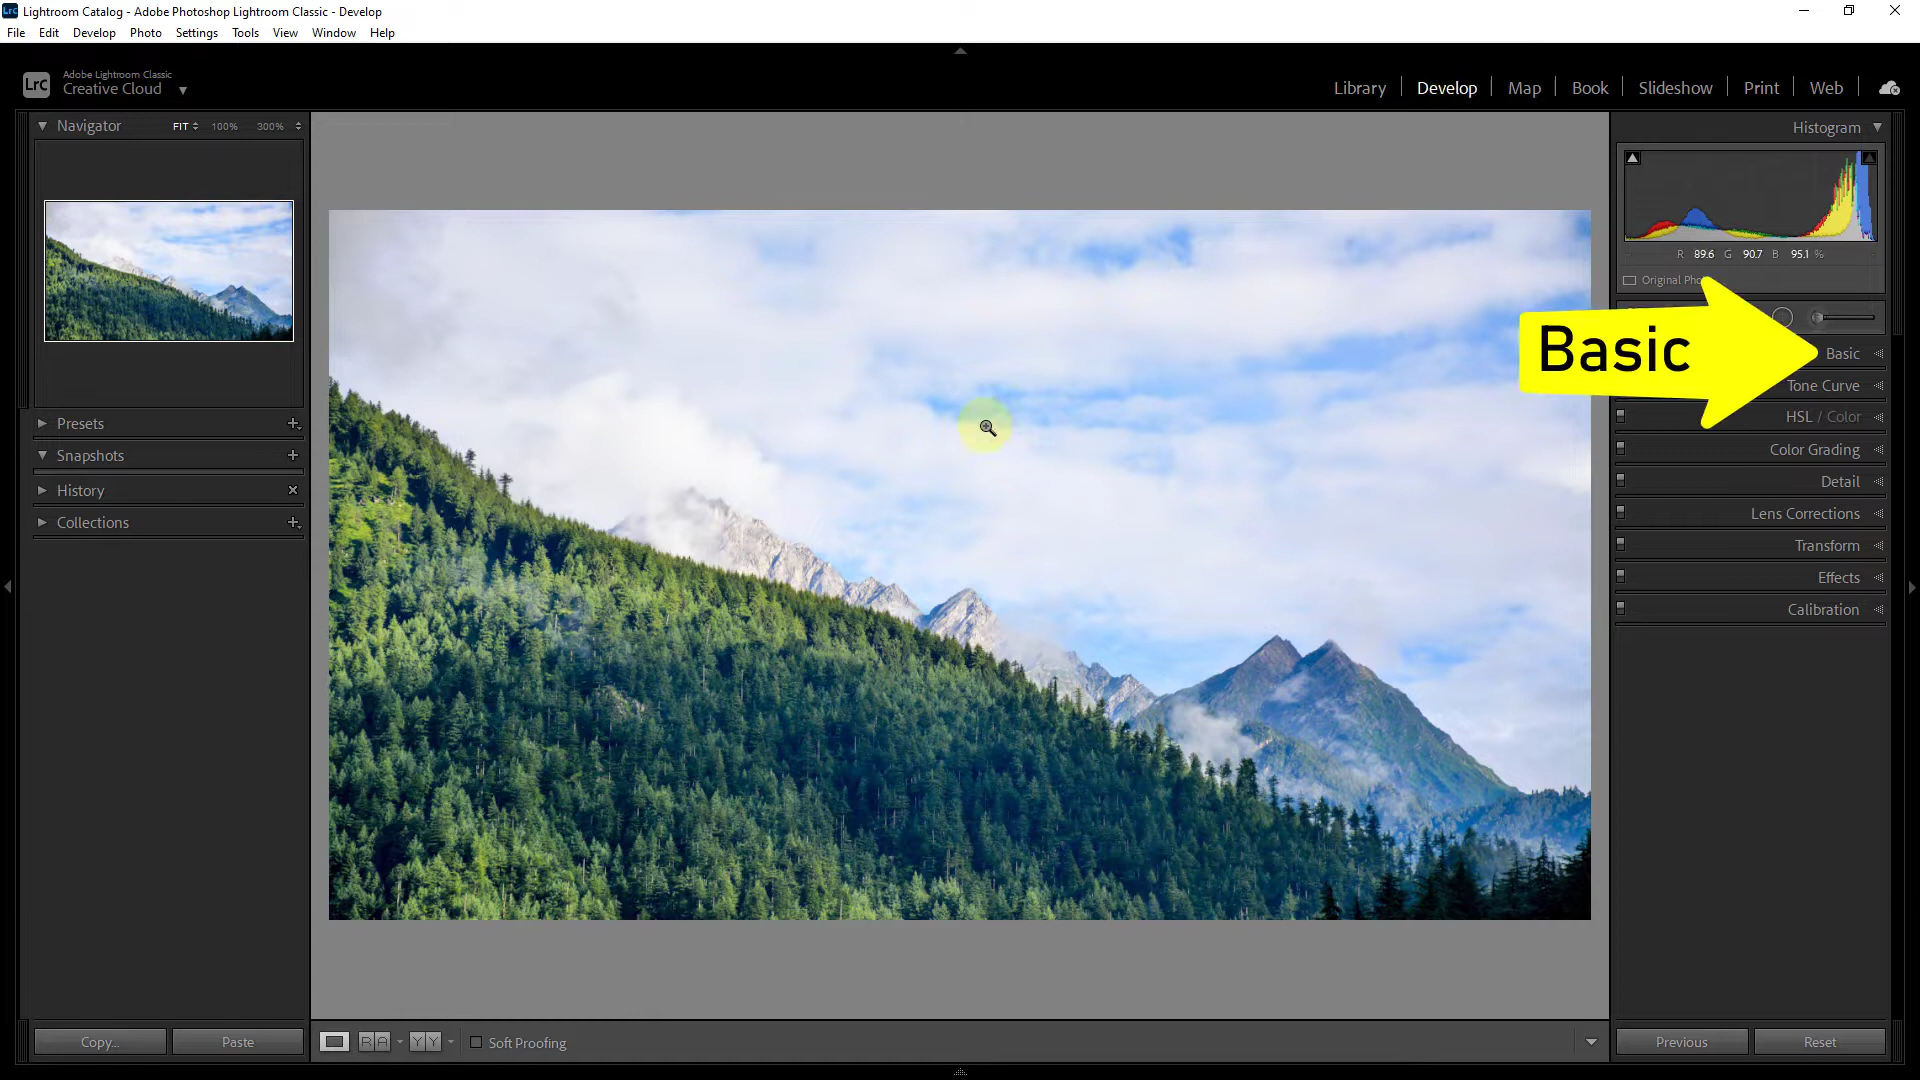 Lightroom Catalog - Adobe Photoshop Lightroom Classic - Develop
File Edit Develop Photo Settings Tools View Window Help
Lrc
Adobe Lightroom Classic
Creative Cloud
Library Develop Map Book Slideshow Print Web
Navigator FIT 100% 300%
Presets
Snapshots
History
Collections
Copy... Paste
Soft Proofing
Histogram
R 89.6 G 90.7 B 95.1 %
Original Pho
Basic
Basic
Tone Curve
HSL / Color
Color Grading
Detail
Lens Corrections
Transform
Effects
Calibration
Previous Reset